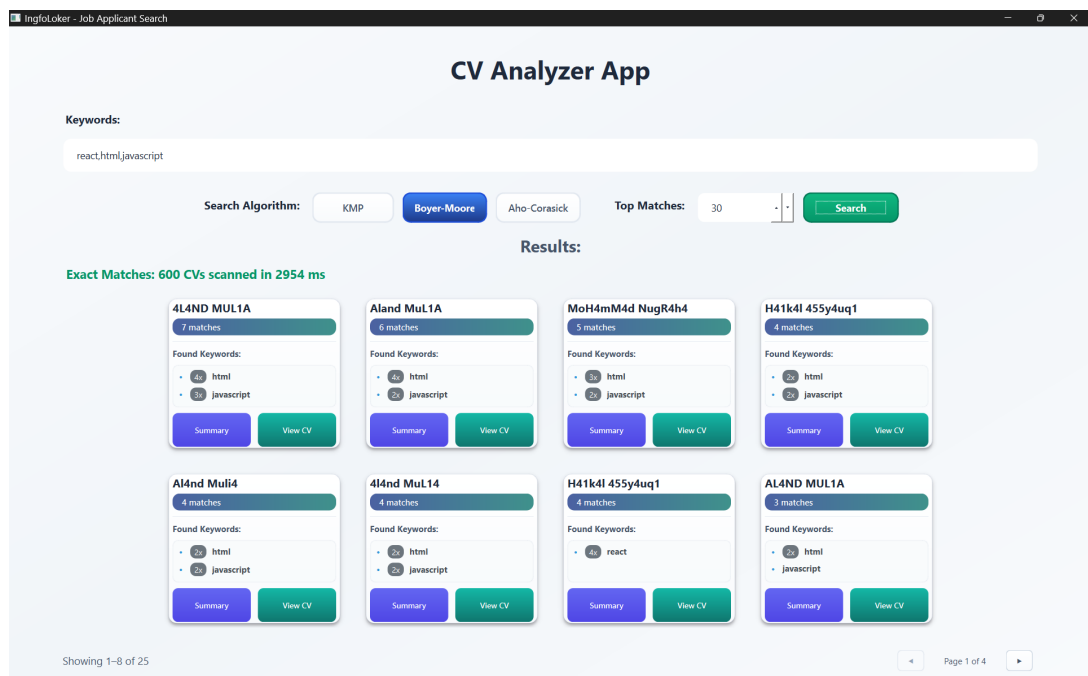 IngfoLoker - Job Applicant Search
CV Analyzer App
Keywords:
react,html,javascript
Search Algorithm: KMP Boyer-Moore Aho-Corasick Top Matches: 30 Search
Results:
Exact Matches: 600 CVs scanned in 2954 ms
4L4ND MUL1A
7 matches
Found Keywords:
4x html
3x javascript
Summary View CV
Aland MuL1A
6 matches
Found Keywords:
4x html
2x javascript
Summary View CV
MoH4mM4d NugR4h4
5 matches
Found Keywords:
3x html
2x javascript
Summary View CV
H41k4l 455y4uq1
4 matches
Found Keywords:
2x html
2x javascript
Summary View CV
Al4nd Muli4
4 matches
Found Keywords:
2x html
2x javascript
Summary View CV
4l4nd MuL14
4 matches
Found Keywords:
2x html
2x javascript
Summary View CV
H41k4l 455y4uq1
4 matches
Found Keywords:
4x react
Summary View CV
AL4ND MUL1A
3 matches
Found Keywords:
2x html
javascript
Summary View CV
Showing 1–8 of 25
Page 1 of 4